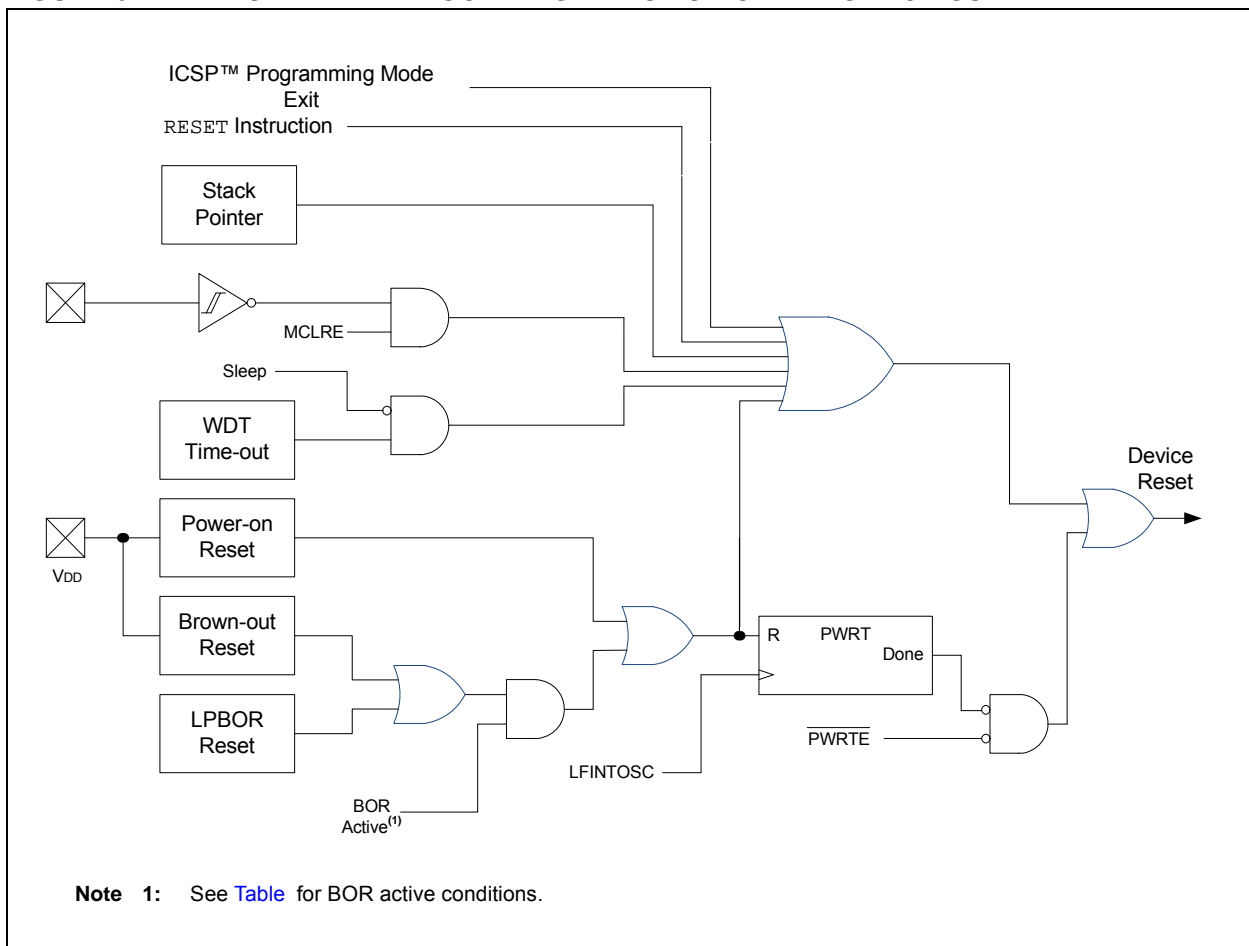 ICSP™ Programming Mode
Exit
RESET Instruction
Stack
Pointer
MCLRE
Sleep
WDT
Time-out
Device
Reset
VDD
Power-on
Reset
Brown-out
Reset
R PWRT
Done
LPBOR
Reset
PWRTE
LFINTOSC
BOR
Active(1)
Note 1: See Table for BOR active conditions.